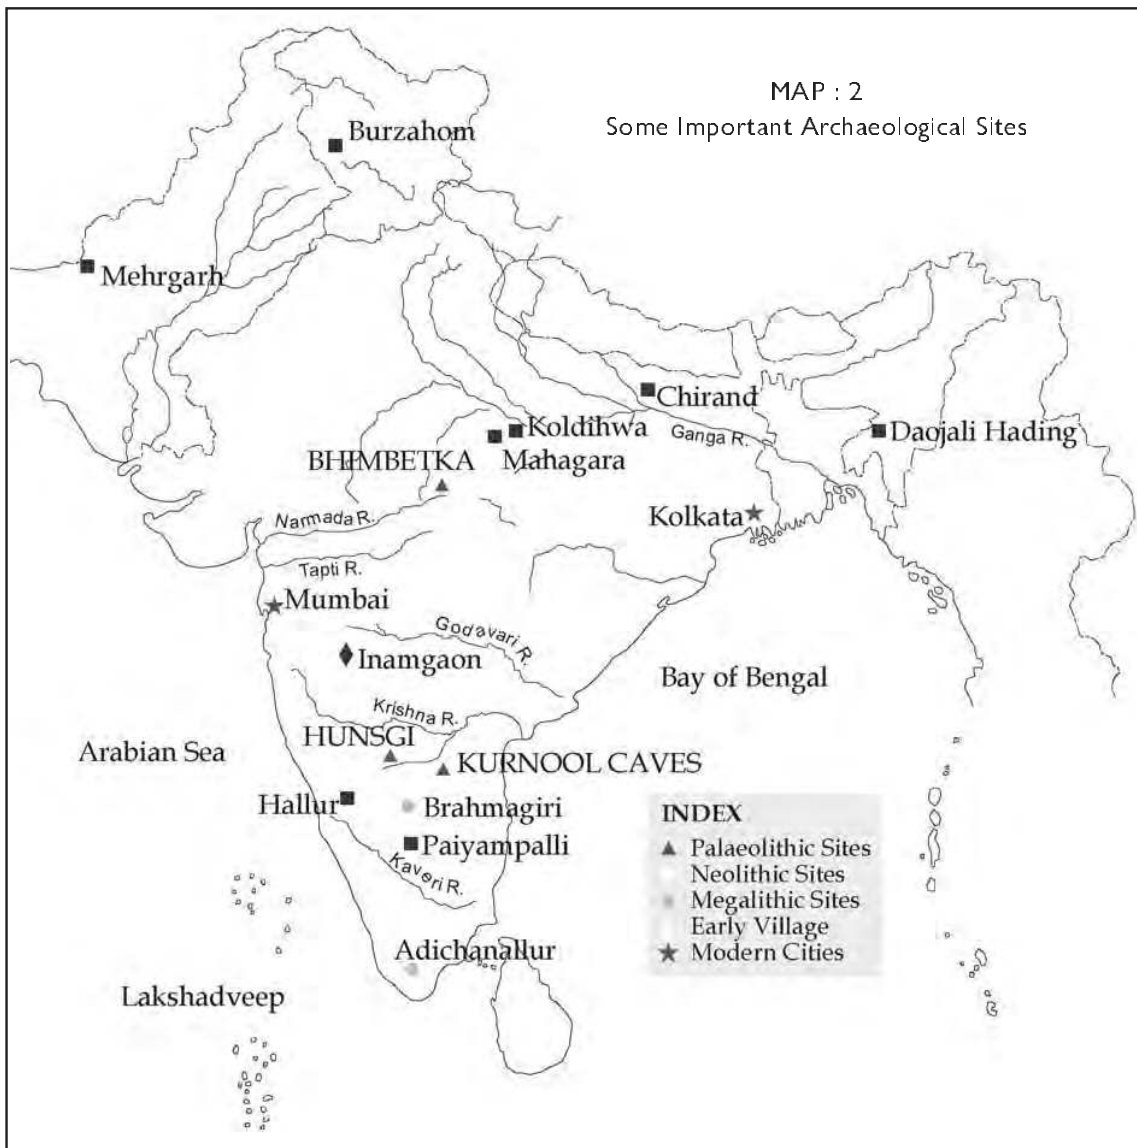 MAP : 2
Some Important Archaeological Sites
Burzahom
Mehrgarh
Chirand
Koldihwa
Ganga R.
Daojali Hading
Mahagara
BHIMBETKA
Narmada R.
Kolkata
Tapti R.
Mumbai
Godavari R.
Inamgaon
Bay of Bengal
Krishna R.
HUNSGI
Arabian Sea
KURNOOL CAVES
Hallur
Brahmagiri
Paiyampalli
Kaveri R.
Adichanallur
Lakshadveep
INDEX
Palaeolithic Sites
Neolithic Sites
Megalithic Sites
Early Village
Modern Cities